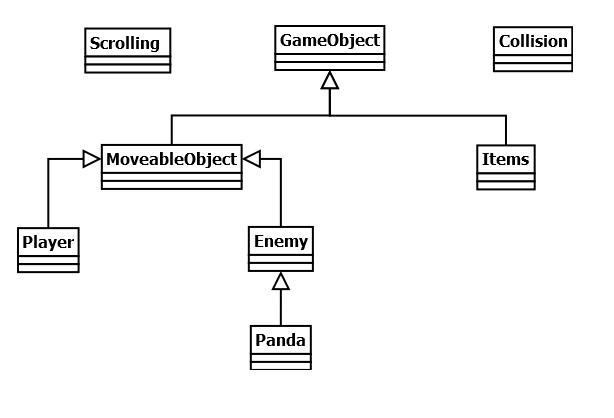 Scrolling
GameObject
Collision
MoveableObject
Items
Player
Enemy
Panda